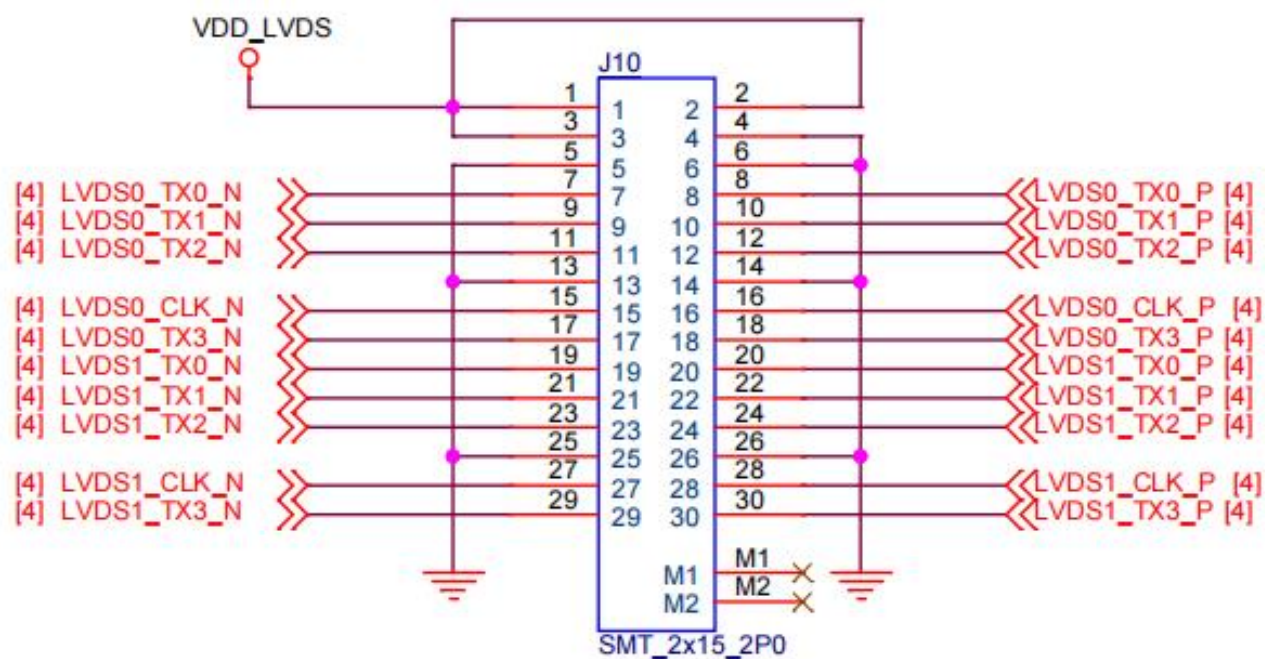 VDD_LVDS
J10
1 1 2 2
3 3 4 4
5 5 6 6
[4] LVDS0_TX0_N 7 7 8 8 LVDS0_TX0_P [4]
[4] LVDS0_TX1_N 9 9 10 10 LVDS0_TX1_P [4]
[4] LVDS0_TX2_N 11 11 12 12 LVDS0_TX2_P [4]
13 13 14 14
[4] LVDS0_CLK_N 15 15 16 16 LVDS0_CLK_P [4]
[4] LVDS0_TX3_N 17 17 18 18 LVDS0_TX3_P [4]
[4] LVDS1_TX0_N 19 19 20 20 LVDS1_TX0_P [4]
[4] LVDS1_TX1_N 21 21 22 22 LVDS1_TX1_P [4]
[4] LVDS1_TX2_N 23 23 24 24 LVDS1_TX2_P [4]
25 25 26 26
[4] LVDS1_CLK_N 27 27 28 28 LVDS1_CLK_P [4]
[4] LVDS1_TX3_N 29 29 30 30 LVDS1_TX3_P [4]
M1 M1
M2 M2
SMT_2x15_2P0